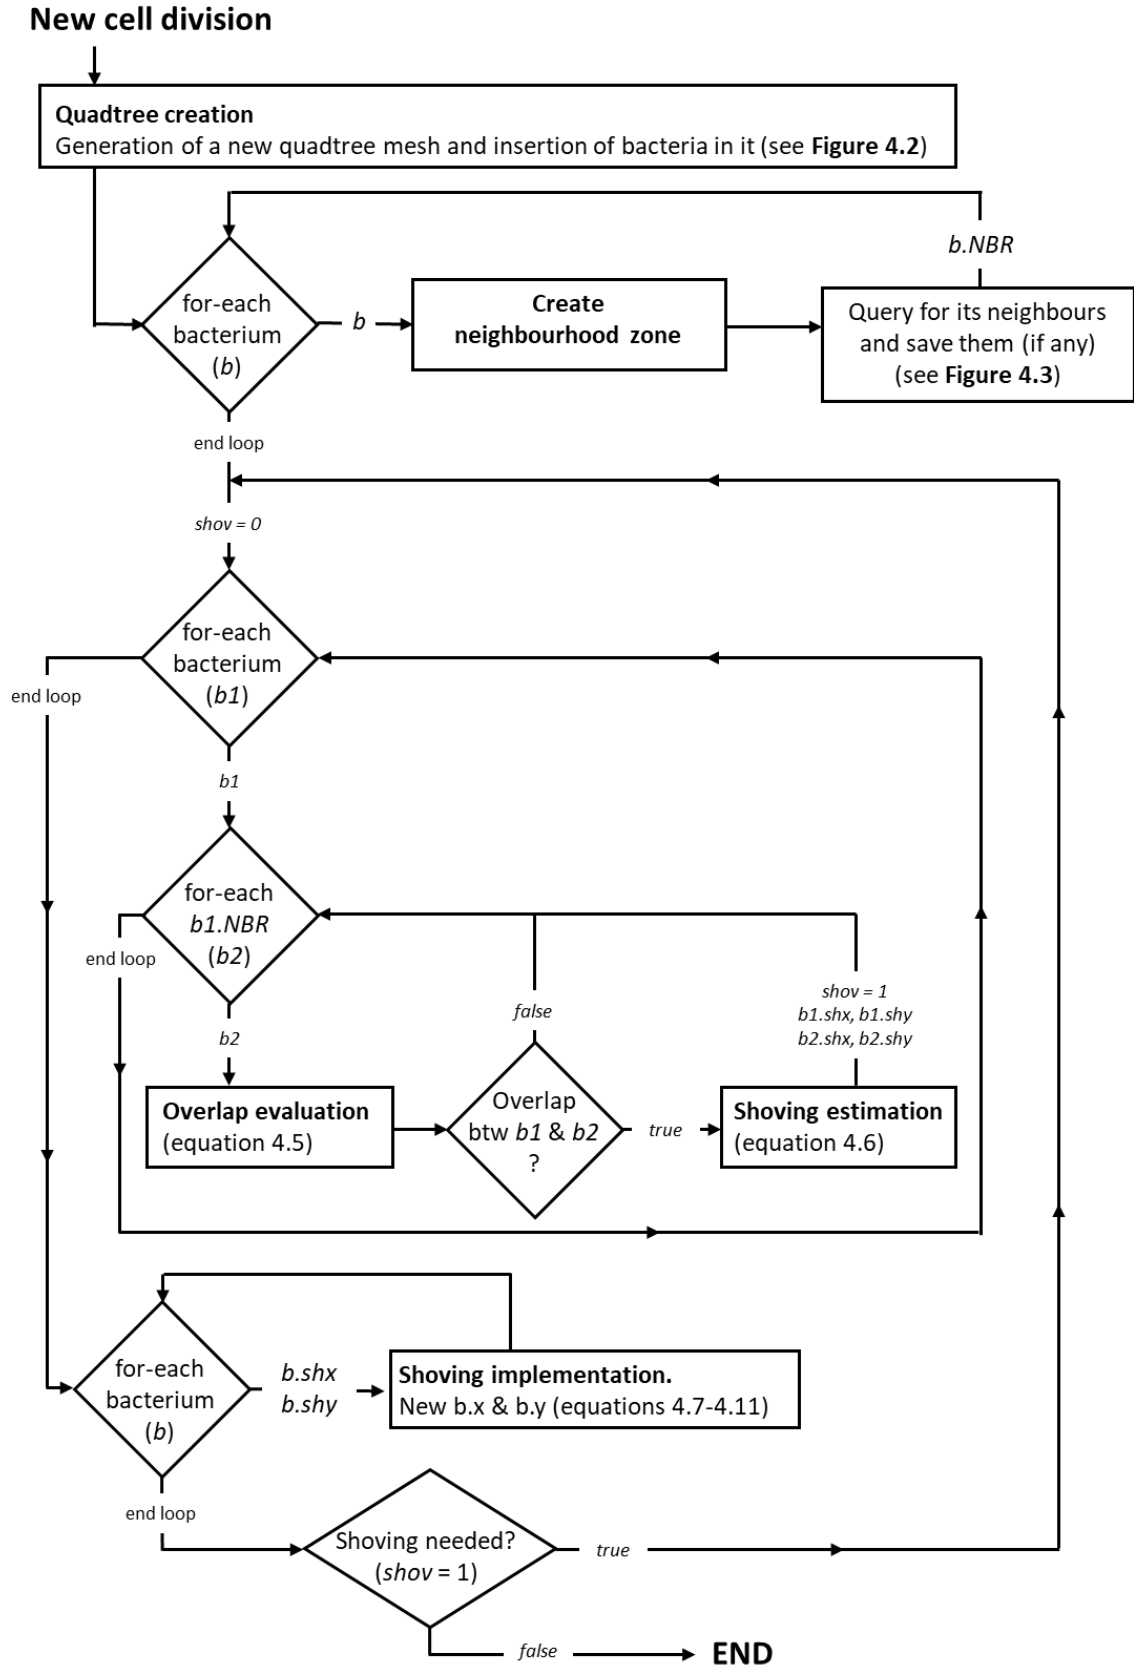 New cell division
Quadtree creation
Generation of a new quadtree mesh and insertion of bacteria in it (see Figure 4.2)
b.NBR
for-each
bacterium
(b)
b
Create
neighbourhood zone
Query for its neighbours
and save them (if any)
(see Figure 4.3)
end loop
shov = 0
for-each
bacterium
(b1)
end loop
b1
for-each
b1.NBR
(b2)
end loop
b2
false
shov = 1
b1.shx, b1.shy
b2.shx, b2.shy
Overlap evaluation
(equation 4.5)
Overlap
btw b1 & b2
?
true
Shoving estimation
(equation 4.6)
for-each
bacterium
(b)
b.shx
b.shy
Shoving implementation.
New b.x & b.y (equations 4.7-4.11)
end loop
Shoving needed?
(shov = 1)
true
false
END